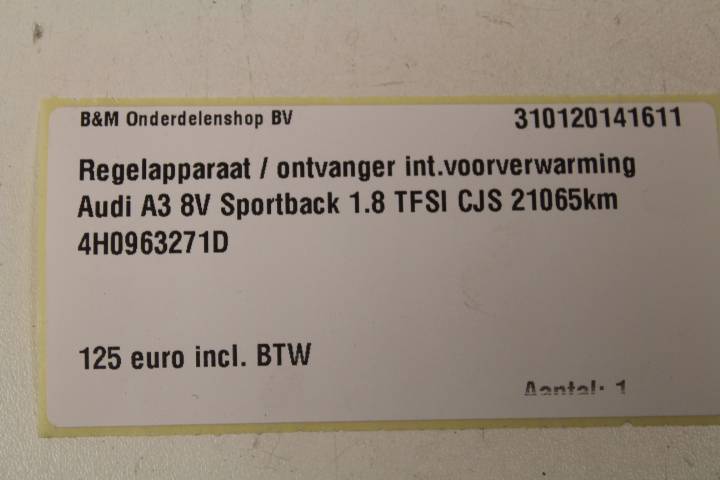 B&M Onderdelenshop BV 310120141611
Regelapparaat / ontvanger int.voorverwarming
Audi A3 8V Sportback 1.8 TFSI CJS 21065km
4H0963271D
125 euro incl. BTW
Aantal: 1